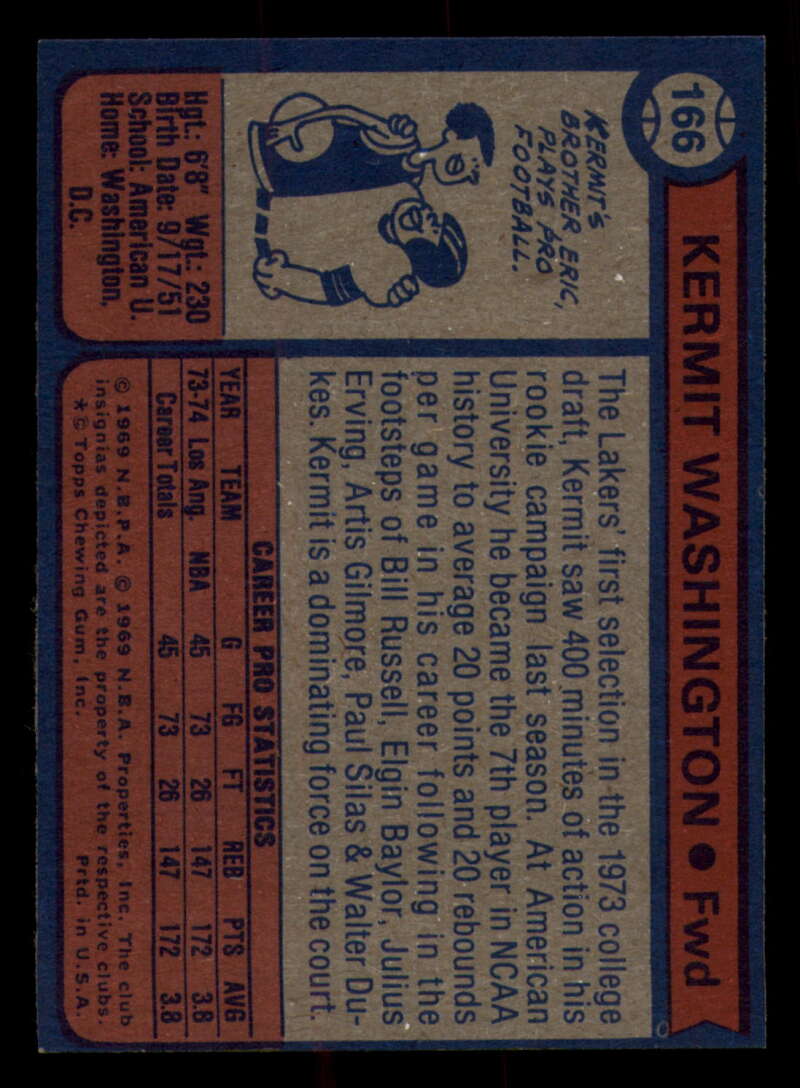 166
KERMIT WASHINGTON • Fwd
KERMIT'S
BROTHER, ERIC,
PLAYS PRO
FOOTBALL.
Hgt.: 6'8" Wgt.: 230
Birth Date: 9/17/51
School: American U.
Home: Washington,
D.C.
The Lakers' first selection in the 1973 college
draft, Kermit saw 400 minutes of action in his
rookie campaign last season. At American
University he became the 7th player in NCAA
history to average 20 points and 20 rebounds
per game in his career following in the
footsteps of Bill Russell, Elgin Baylor, Julius
Erving, Artis Gilmore, Paul Silas & Walter Du-
kes. Kermit is a dominating force on the court.
CAREER PRO STATISTICS
YEAR TEAM G FG FT REB PTS AVG
73-74 Los Ang. NBA 45 73 26 147 172 3.8
Career Totals 45 73 26 147 172 3.8
© 1969 N.B.P.A. © 1969 N.B.A. Properties, Inc. The club
insignias depicted are the property of the respective clubs.
*© Topps Chewing Gum, Inc. Prtd. in U.S.A.